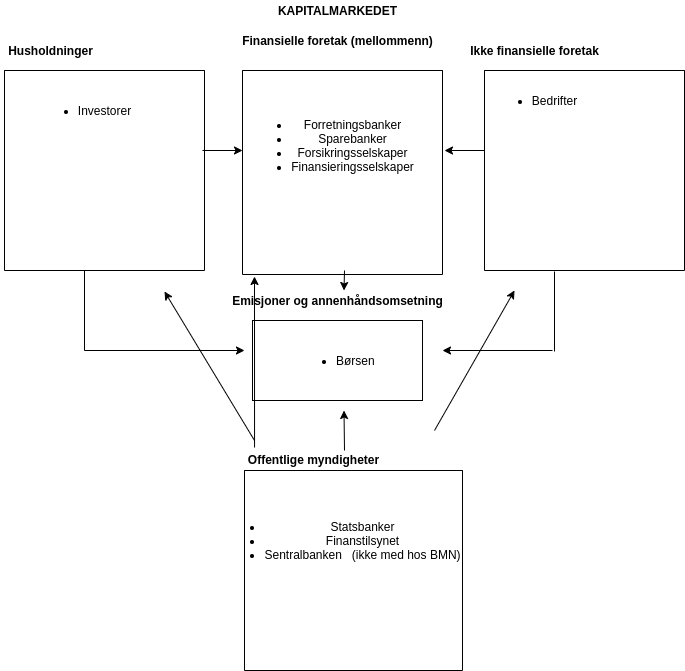 KAPITALMARKEDET
Husholdninger
Finansielle foretak (mellommenn)
Ikke finansielle foretak
• Investorer
• Forretningsbanker
• Sparebanker
• Forsikringsselskaper
• Finansieringsselskaper
• Bedrifter
Emisjoner og annenhåndsomsetning
• Børsen
Offentlige myndigheter
• Statsbanker
• Finanstilsynet
• Sentralbanken (ikke med hos BMN)